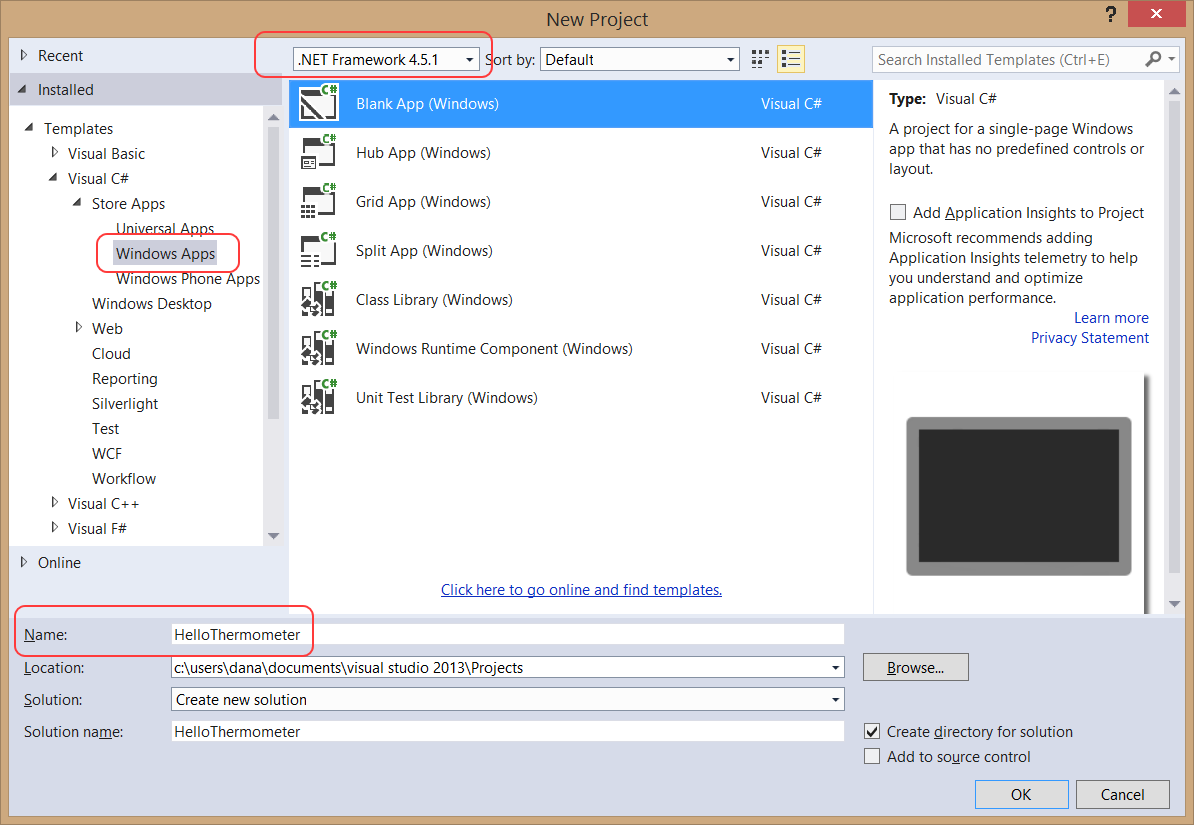 New Project
?
Recent
.NET Framework 4.5.1
Sort by:
Default
Search Installed Templates (Ctrl+E)
Installed
Templates
Visual Basic
Visual C#
Store Apps
Universal Apps
Windows Apps
Windows Phone Apps
Windows Desktop
Web
Cloud
Reporting
Silverlight
Test
WCF
Workflow
Visual C++
Visual F#
Online
C# Blank App (Windows) Visual C#
C# Hub App (Windows) Visual C#
C# Grid App (Windows) Visual C#
C# Split App (Windows) Visual C#
C# Class Library (Windows) Visual C#
C# Windows Runtime Component (Windows) Visual C#
C# Unit Test Library (Windows) Visual C#
Click here to go online and find templates.
Type: Visual C#
A project for a single-page Windows
app that has no predefined controls or
layout.
Add Application Insights to Project
Microsoft recommends adding
Application Insights telemetry to help
you understand and optimize
application performance.
Learn more
Privacy Statement
Name: HelloThermometer
Location: c:\users\dana\documents\visual studio 2013\Projects
Browse...
Solution: Create new solution
Solution name: HelloThermometer
Create directory for solution
Add to source control
OK
Cancel